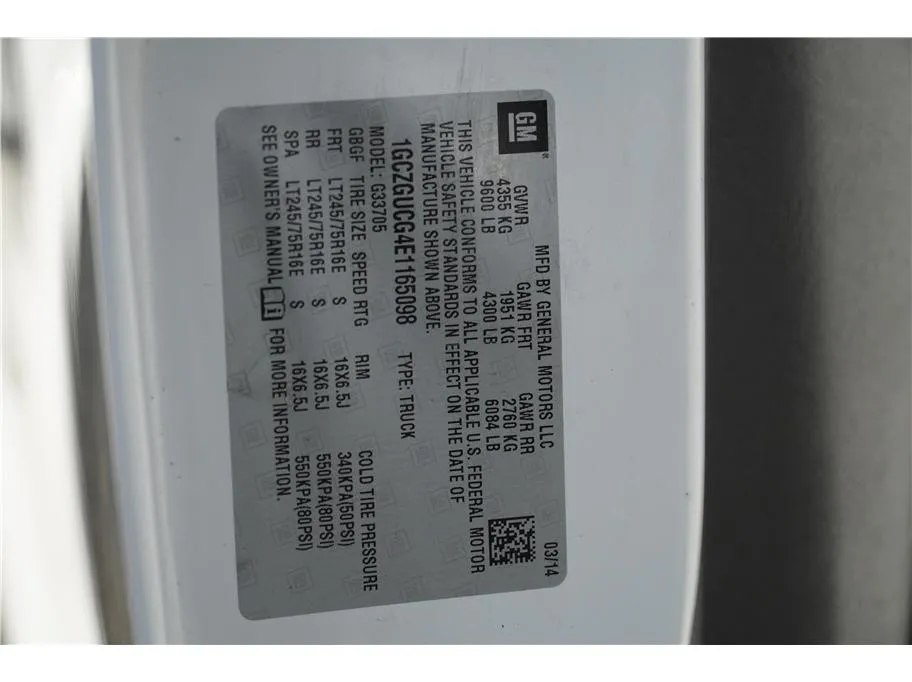 GM
MFD BY GENERAL MOTORS LLC 03/14
GVWR GAWR FRT GAWR RR
4355 KG 1951 KG 2760 KG
9600 LB 4300 LB 6084 LB
THIS VEHICLE CONFORMS TO ALL APPLICABLE U.S. FEDERAL MOTOR
VEHICLE SAFETY STANDARDS IN EFFECT ON THE DATE OF
MANUFACTURE SHOWN ABOVE.
1GCZGUCG4E1165098 TYPE: TRUCK
MODEL: G33705
GBGF TIRE SIZE SPEED RTG RIM COLD TIRE PRESSURE
FRT LT245/75R16E S 16X6.5J 340KPA(50PSI)
RR LT245/75R16E S 16X6.5J 550KPA(80PSI)
SPA LT245/75R16E S 16X6.5J 550KPA(80PSI)
SEE OWNER'S MANUAL i FOR MORE INFORMATION.